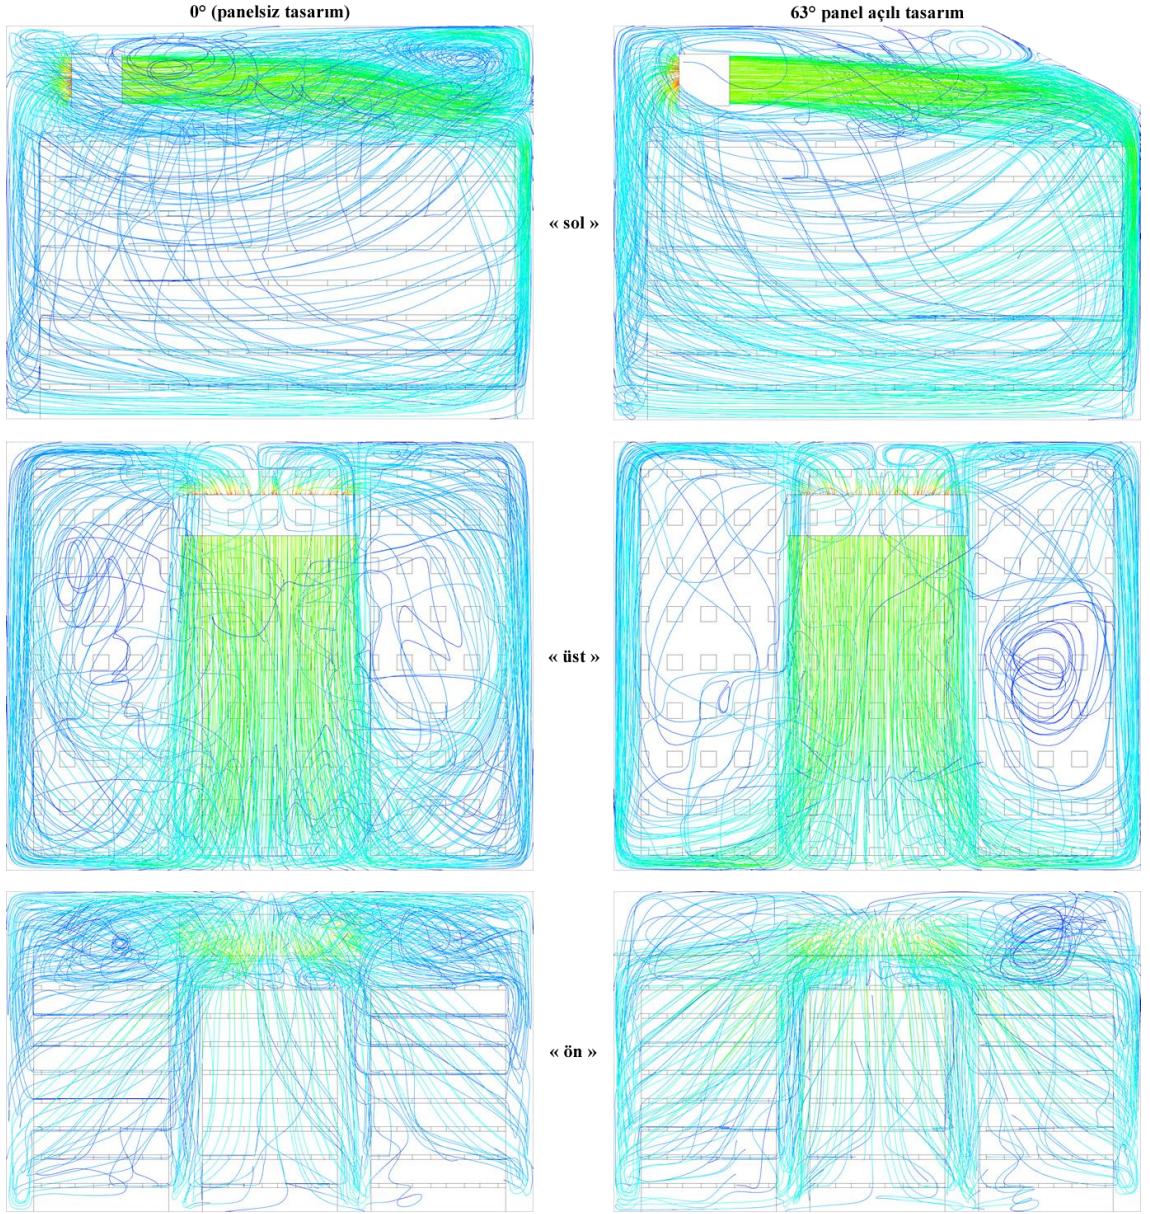 0° (panelsiz tasarım)
63° panel açılı tasarım
« sol »
« üst »
« ön »